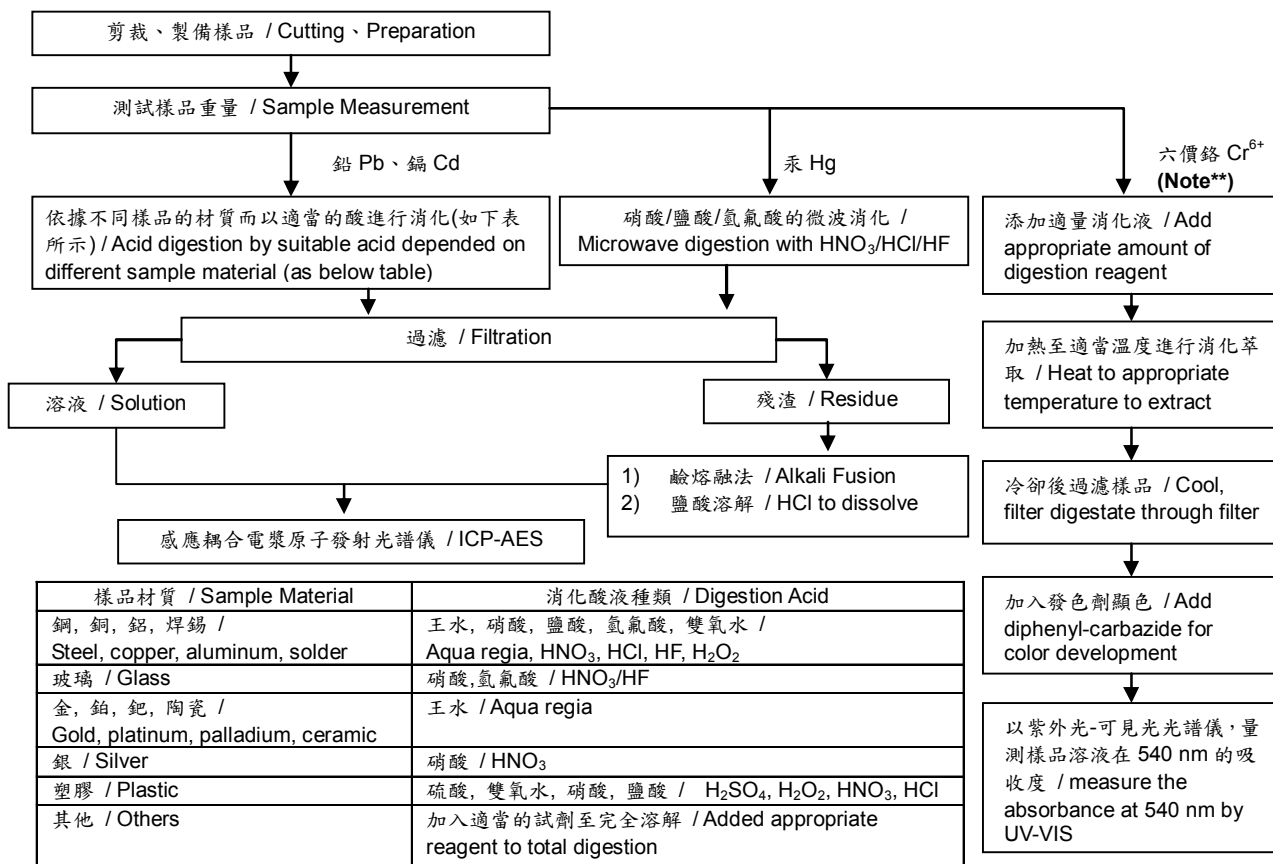 剪裁、製備樣品 / Cutting、Preparation
測試樣品重量 / Sample Measurement
鉛 Pb、鎘 Cd
汞 Hg
六價鉻 Cr⁶⁺
(Note**)
依據不同樣品的材質而以適當的酸進行消化(如下表
所示) / Acid digestion by suitable acid depended on
different sample material (as below table)
硝酸/鹽酸/氫氟酸的微波消化 /
Microwave digestion with HNO₃/HCl/HF
添加適量消化液 / Add
appropriate amount of
digestion reagent
過濾 / Filtration
加熱至適當溫度進行消化萃
取 / Heat to appropriate
temperature to extract
溶液 / Solution
殘渣 / Residue
1) 鹼熔融法 / Alkali Fusion
2) 鹽酸溶解 / HCl to dissolve
冷卻後過濾樣品 / Cool,
filter digestate through filter
感應耦合電漿原子發射光譜儀 / ICP-AES
加入發色劑顯色 / Add
diphenyl-carbazide for
color development
以紫外光-可見光光譜儀,量
測樣品溶液在 540 nm 的吸
收度 / measure the
absorbance at 540 nm by
UV-VIS
樣品材質 / Sample Material
消化酸液種類 / Digestion Acid
鋼, 銅, 鋁, 焊錫 /
Steel, copper, aluminum, solder
王水, 硝酸, 鹽酸, 氫氟酸, 雙氧水 /
Aqua regia, HNO₃, HCl, HF, H₂O₂
玻璃 / Glass
硝酸,氫氟酸 / HNO₃/HF
金, 鉑, 鈀, 陶瓷 /
Gold, platinum, palladium, ceramic
王水 / Aqua regia
銀 / Silver
硝酸 / HNO₃
塑膠 / Plastic
硫酸, 雙氧水, 硝酸, 鹽酸 / H₂SO₄, H₂O₂, HNO₃, HCl
其他 / Others
加入適當的試劑至完全溶解 / Added appropriate
reagent to total digestion